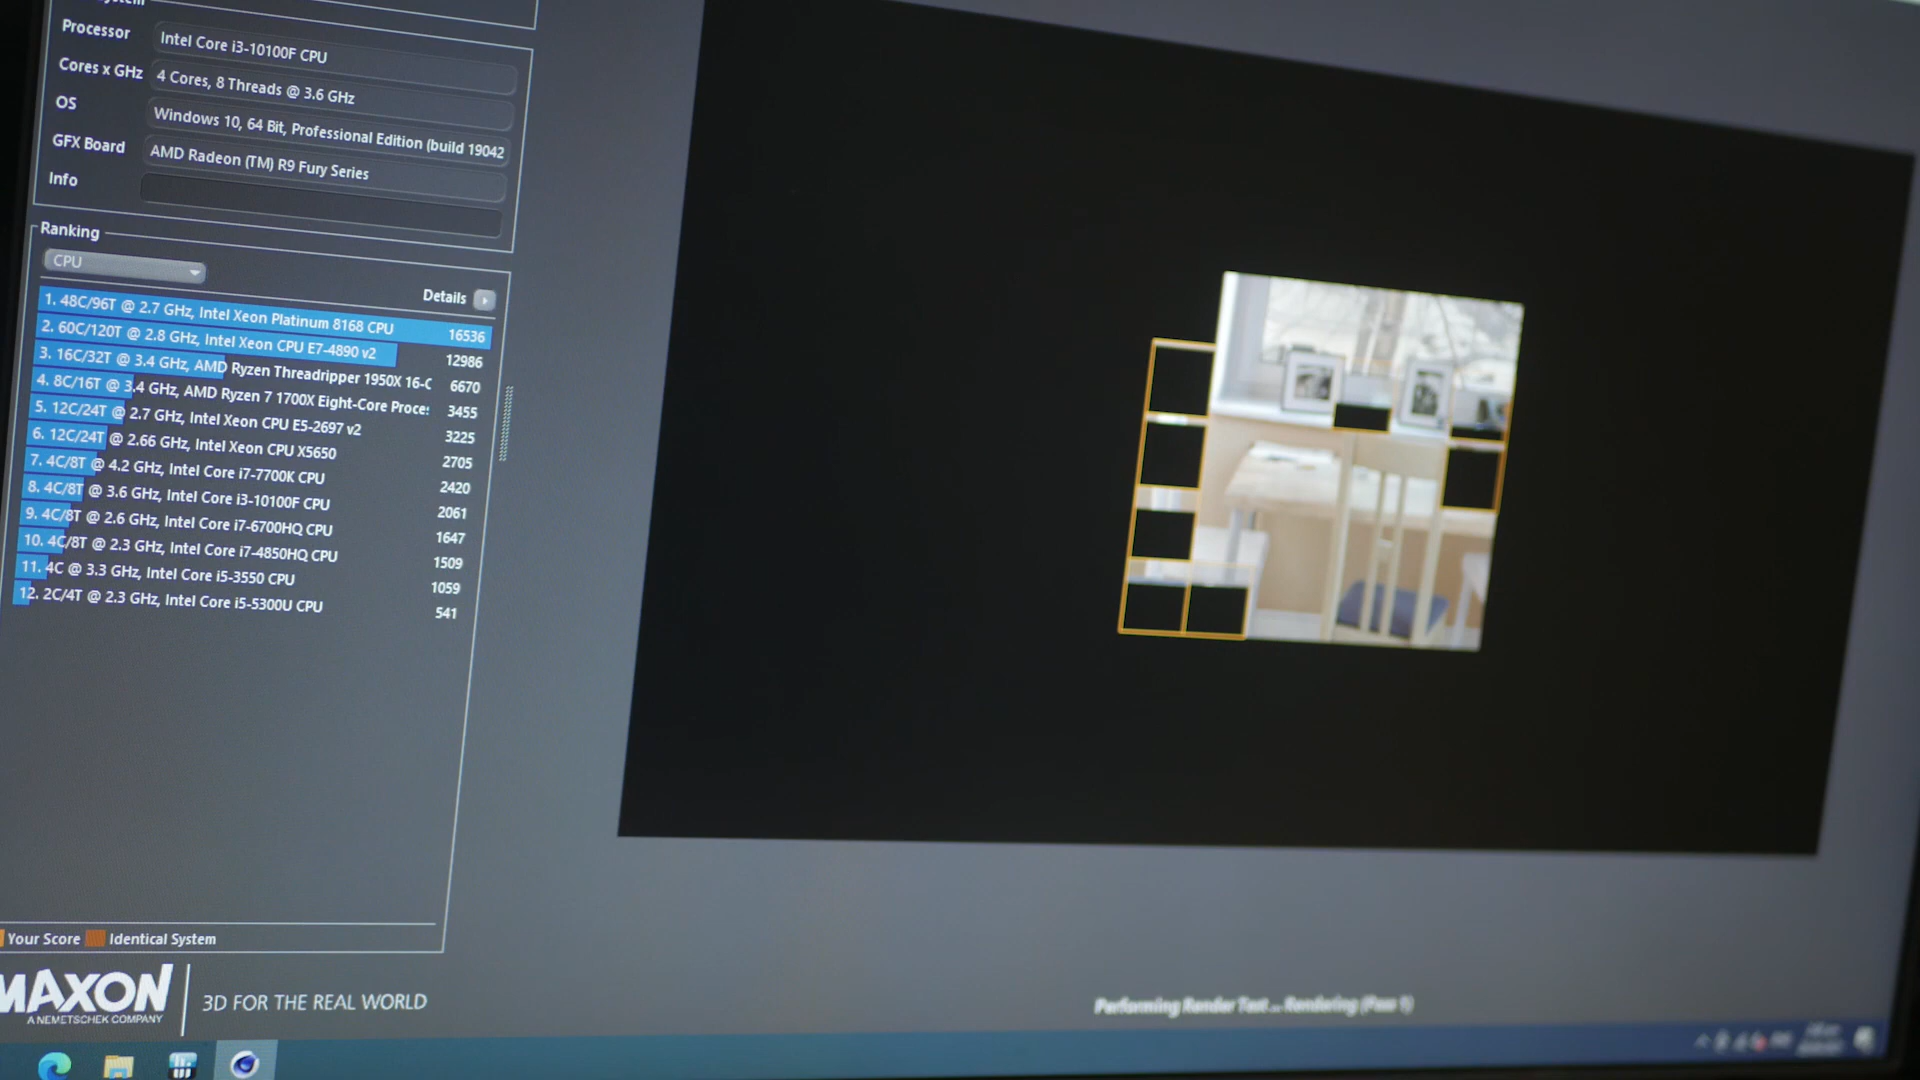 Processor Intel Core i3-10100F CPU
Cores x GHz 4 Cores, 8 Threads @ 3.6 GHz
OS Windows 10, 64 Bit, Professional Edition (build 19042
GFX Board AMD Radeon (TM) R9 Fury Series
Info
Ranking
CPU
Details
1. 48C/96T @ 2.7 GHz, Intel Xeon Platinum 8168 CPU 16536
2. 60C/120T @ 2.8 GHz, Intel Xeon CPU E7-4890 v2 12986
3. 16C/32T @ 3.4 GHz, AMD Ryzen Threadripper 1950X 16-C 6670
4. 8C/16T @ 3.4 GHz, AMD Ryzen 7 1700X Eight-Core Proce: 3455
5. 12C/24T @ 2.7 GHz, Intel Xeon CPU E5-2697 v2 3225
6. 12C/24T @ 2.66 GHz, Intel Xeon CPU X5650 2705
7. 4C/8T @ 4.2 GHz, Intel Core i7-7700K CPU 2420
8. 4C/8T @ 3.6 GHz, Intel Core i3-10100F CPU 2061
9. 4C/8T @ 2.6 GHz, Intel Core i7-6700HQ CPU 1647
10. 4C/8T @ 2.3 GHz, Intel Core i7-4850HQ CPU 1509
11. 4C @ 3.3 GHz, Intel Core i5-3550 CPU 1059
12. 2C/4T @ 2.3 GHz, Intel Core i5-5300U CPU 541
Your Score Identical System
MAXON
A NEMETSCHEK COMPANY
3D FOR THE REAL WORLD
Performing Render Test ... Rendering (Pass 1)